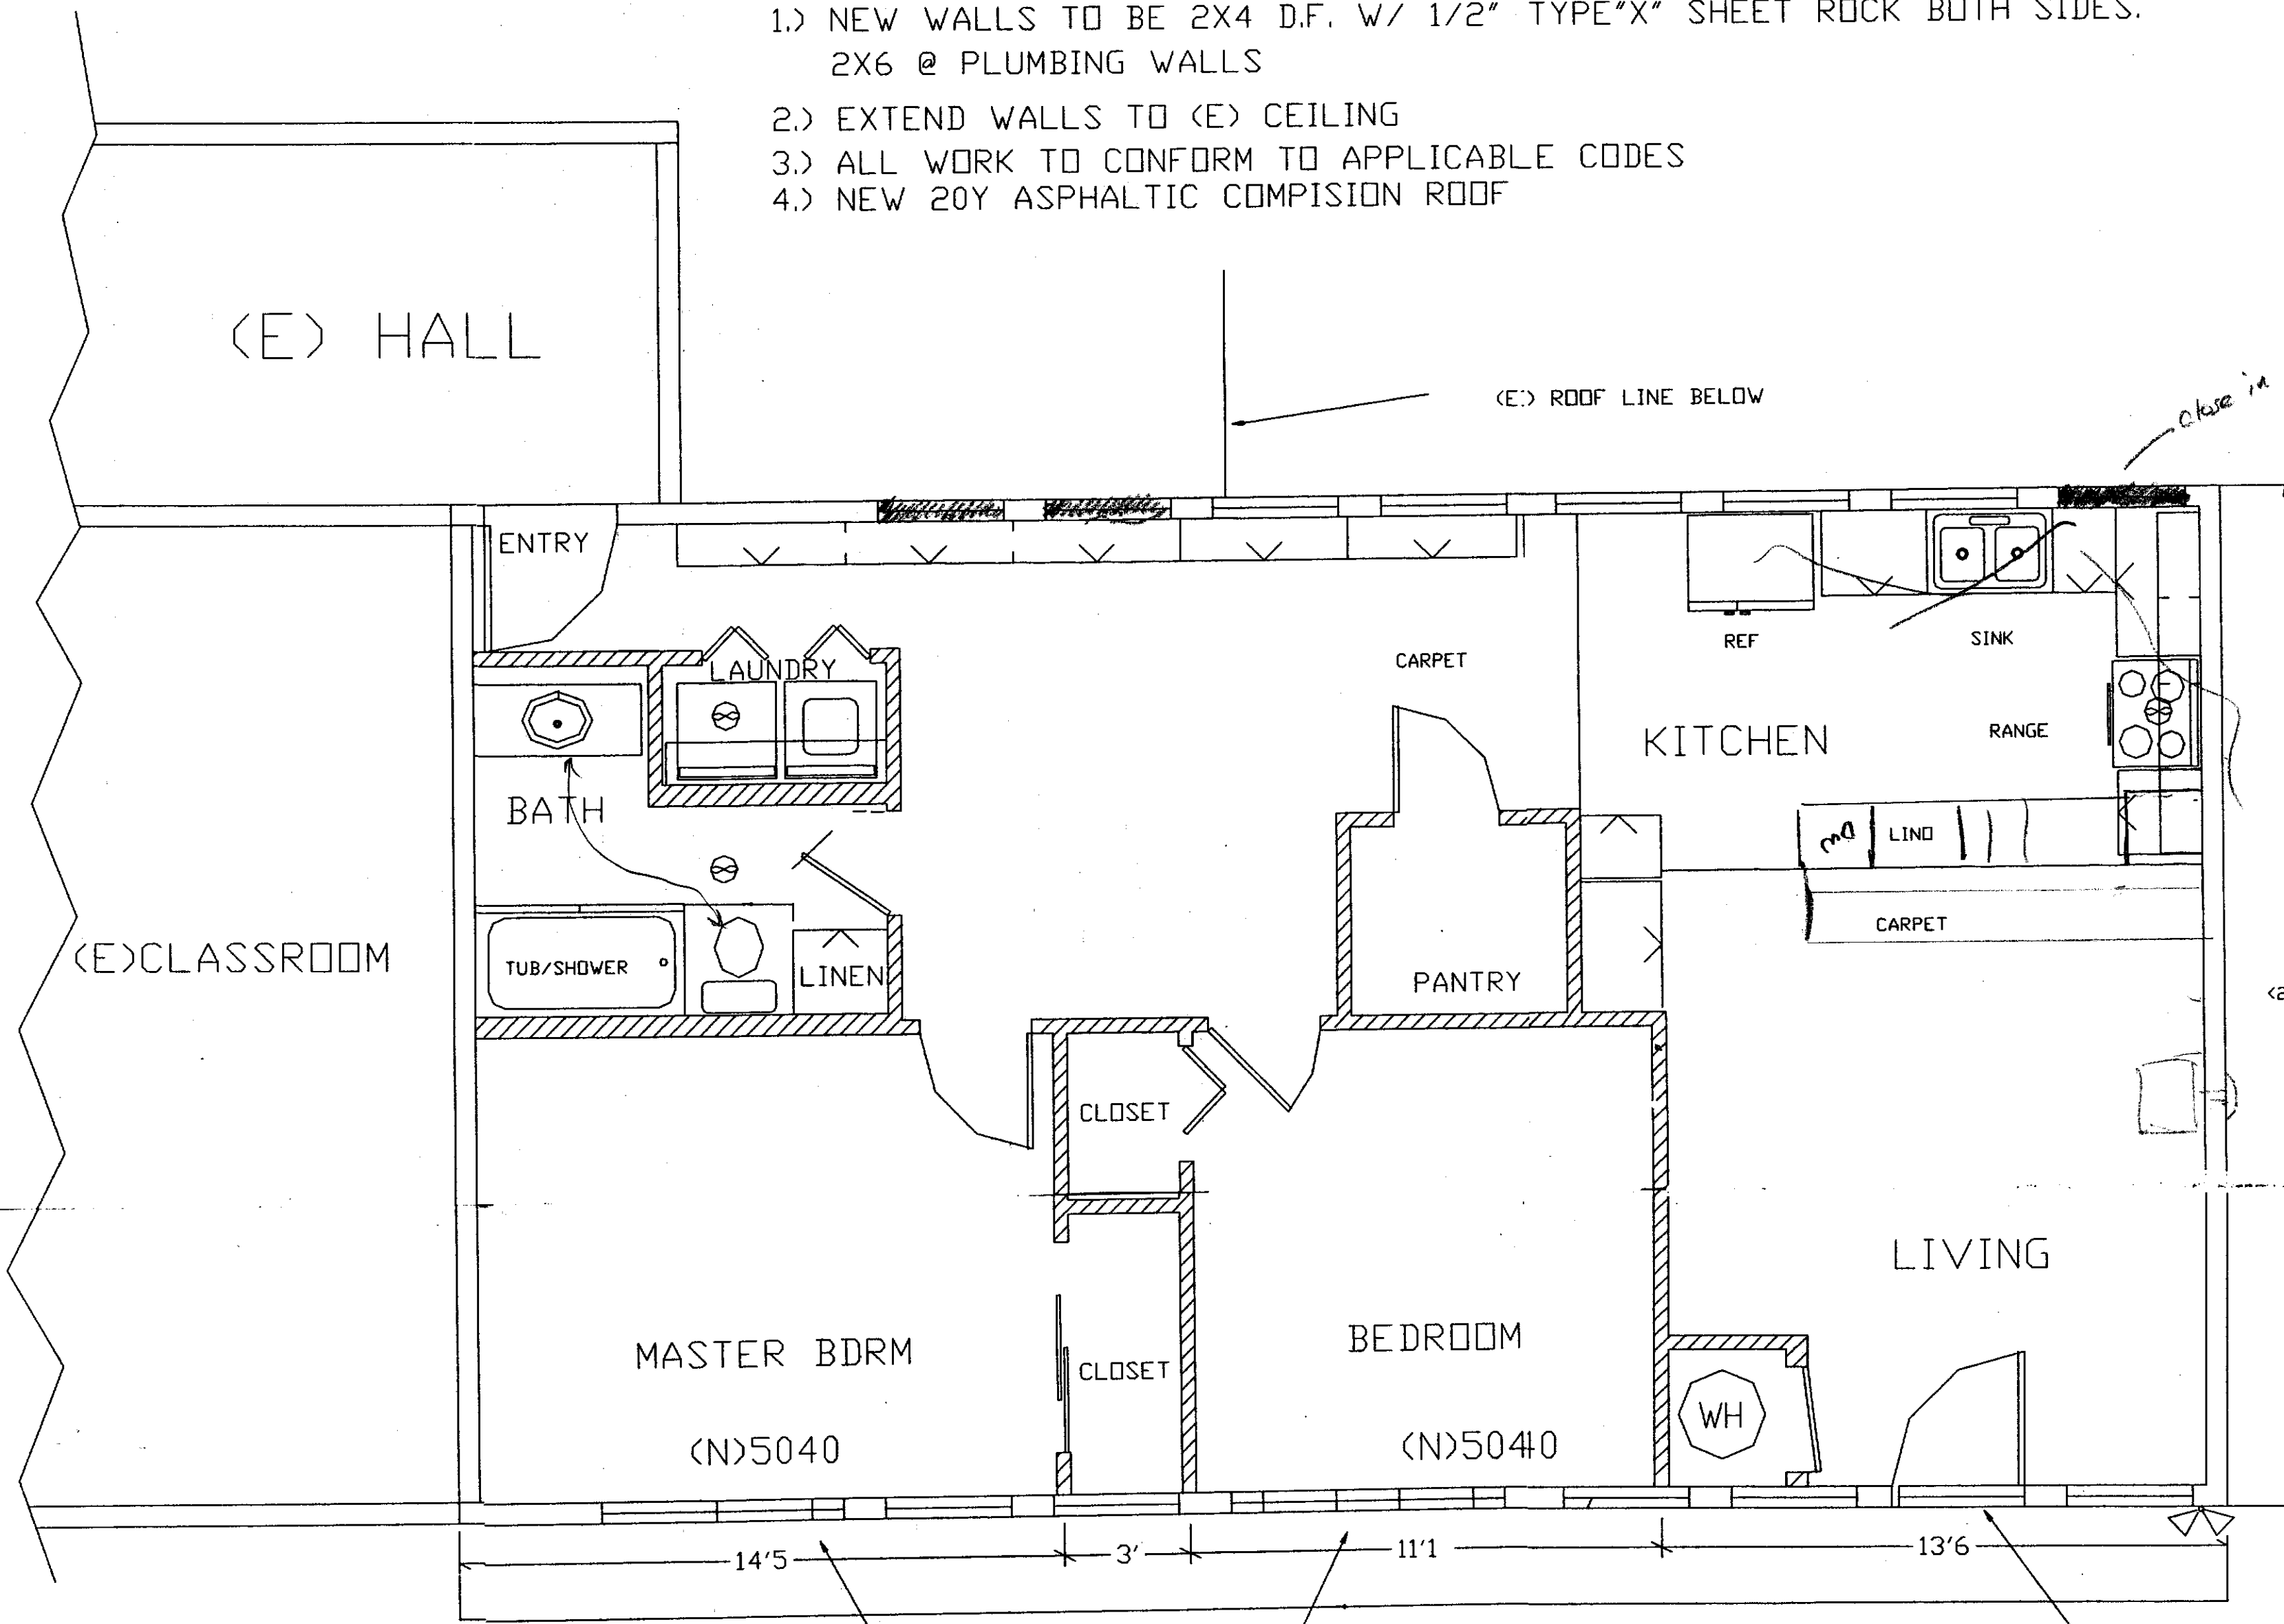 1.) NEW WALLS TO BE 2X4 D.F. W/ 1/2" TYPE"X" SHEET ROCK BOTH SIDES.
2X6 @ PLUMBING WALLS
2.) EXTEND WALLS TO (E) CEILING
3.) ALL WORK TO CONFORM TO APPLICABLE CODES
4.) NEW 20Y ASPHALTIC COMPISION ROOF
(E) HALL
(E) ROOF LINE BELOW
close in
ENTRY
LAUNDRY
CARPET
REF
SINK
KITCHEN
RANGE
BATH
LINO
(E)CLASSROOM
TUB/SHOWER
LINEN
PANTRY
CARPET
CLOSET
LIVING
MASTER BDRM
BEDROOM
CLOSET
WH
(N)5040
(N)5040
14'5
3'
11'1
13'6